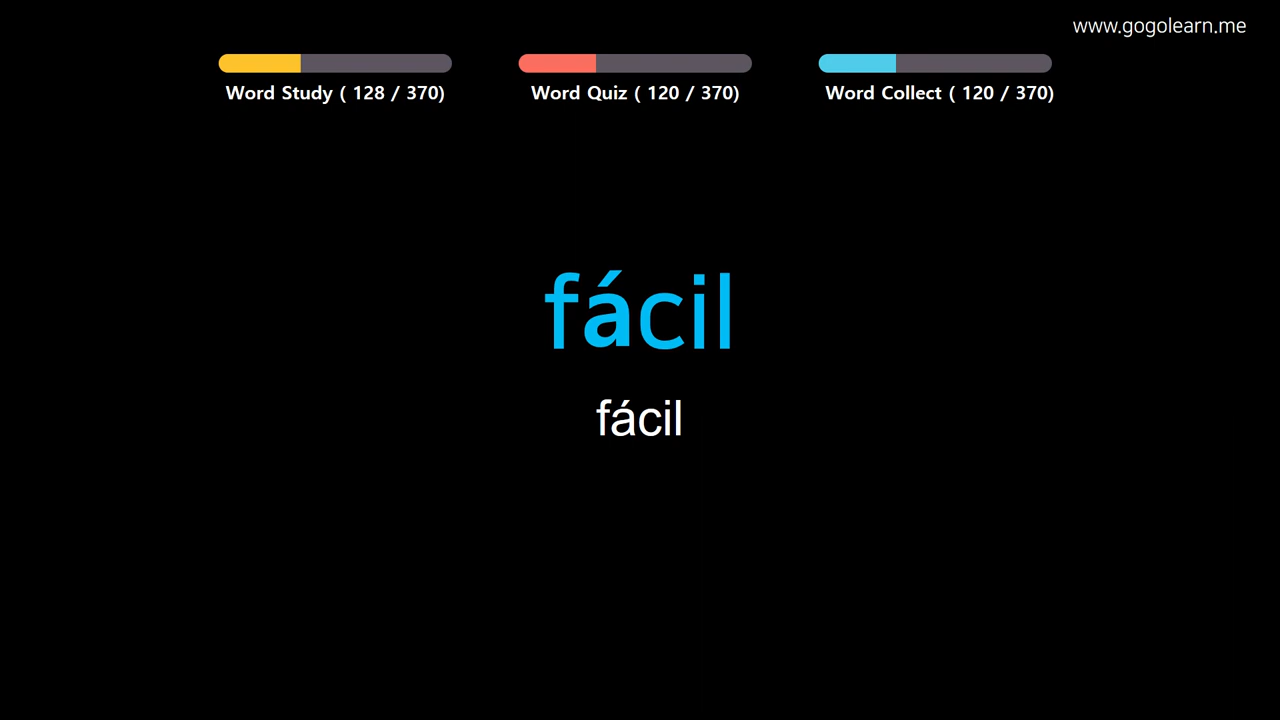 www.gogolearn.me
Word Study ( 128 / 370)
Word Quiz ( 120 / 370)
Word Collect ( 120 / 370)
fácil
fácil